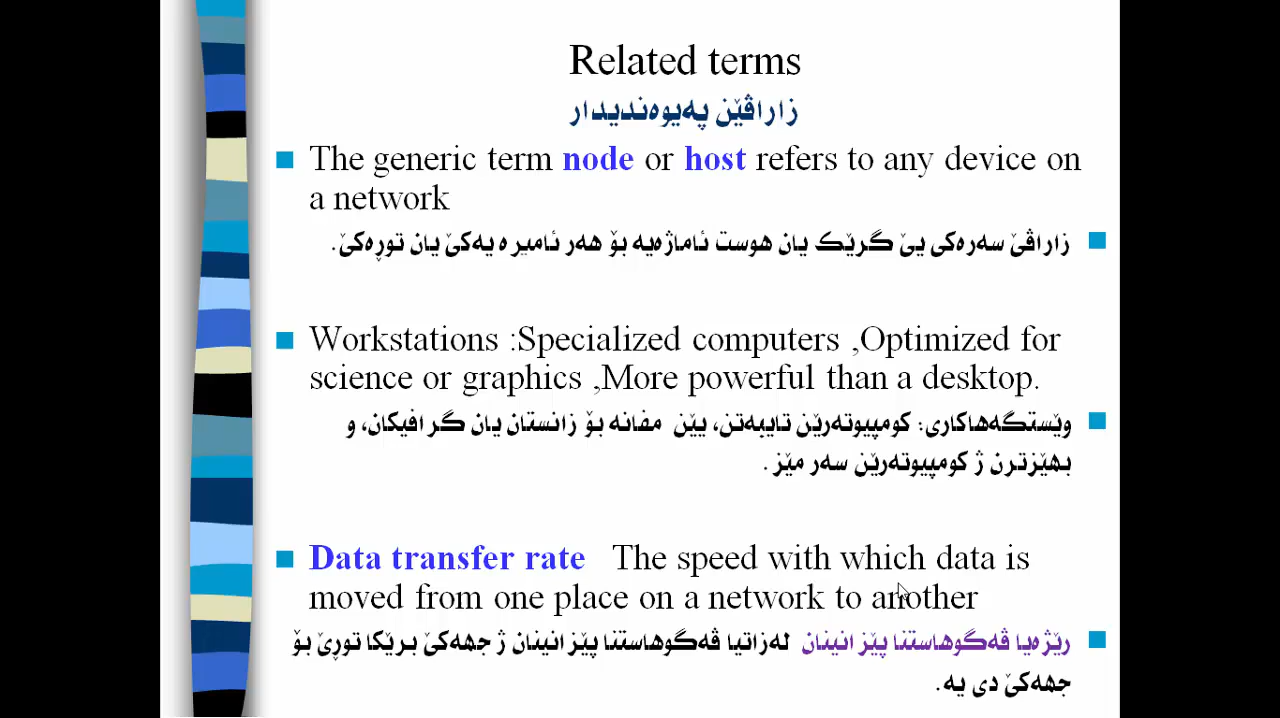 Related terms
زاراڤێن پەیوەندیدار
The generic term node or host refers to any device on
a network
زاراڤێ سەرەکی یێ گرێک یان هوست ئاماژەیە بۆ هەر ئامیرە یەکێ یان تورەکێ.
Workstations :Specialized computers ,Optimized for
science or graphics ,More powerful than a desktop.
وێستگەهاکاری: کومپیوتەرێن تایبەتن، یێن مفانە بۆ زانستان یان گرافیکان، و
بهێزترن ژ کومپیوتەرێن سەر مێز.
Data transfer rate The speed with which data is
moved from one place on a network to another
رێژەیا ڤەگوهاستنا پێزانینان لەزاتیا ڤەگوهاستنا پێزانینان ژ جهەکێ برێکا تورێ بۆ
جهەکێ دی یە.